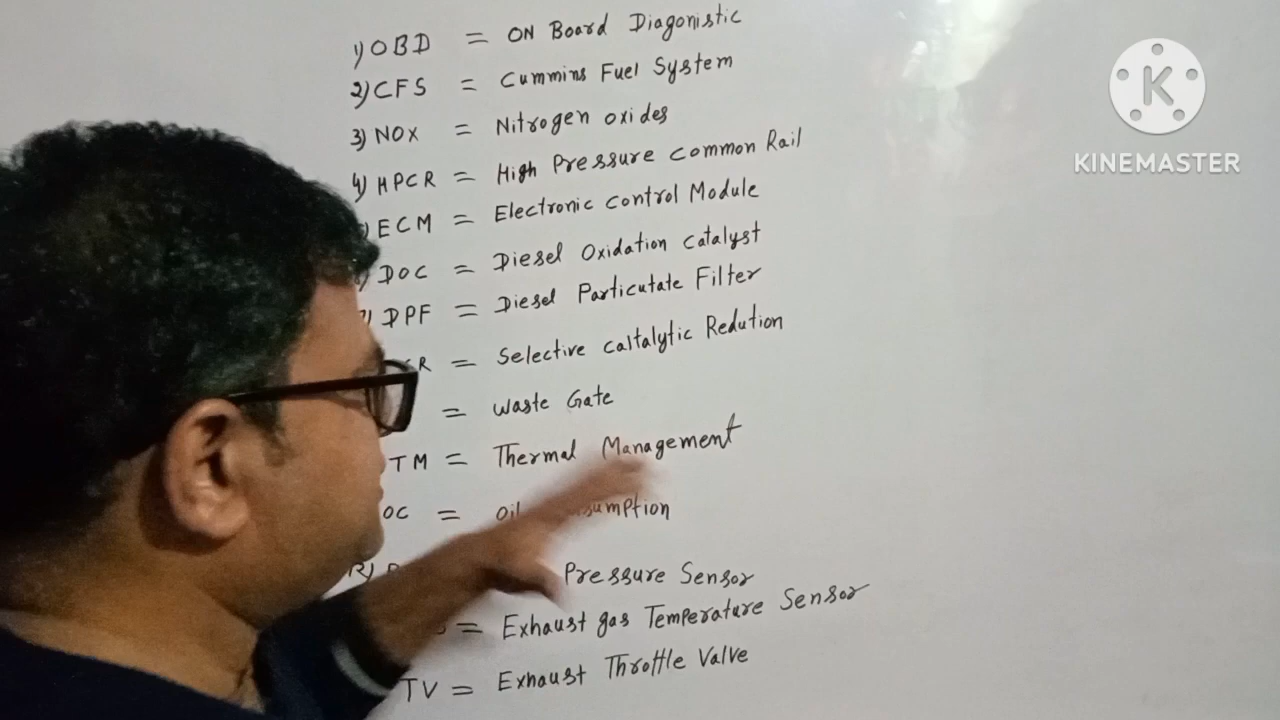 1) OBD = ON Board Diagonistic
2) CFS = Cummins Fuel System
3) NOX = Nitrogen oxides
4) HPCR = High Pressure common Rail
) ECM = Electronic control Module
) DOC = Diesel Oxidation catalyst
) DPF = Diesel Particutate Filter
R = Selective caltalytic Redution
= Waste Gate
TM = Thermal Management
OC = Oil sumption
Pressure Sensor
= Exhaust gas Temperature Sensor
TV = Exhaust Throttle Valve
K
KINEMASTER